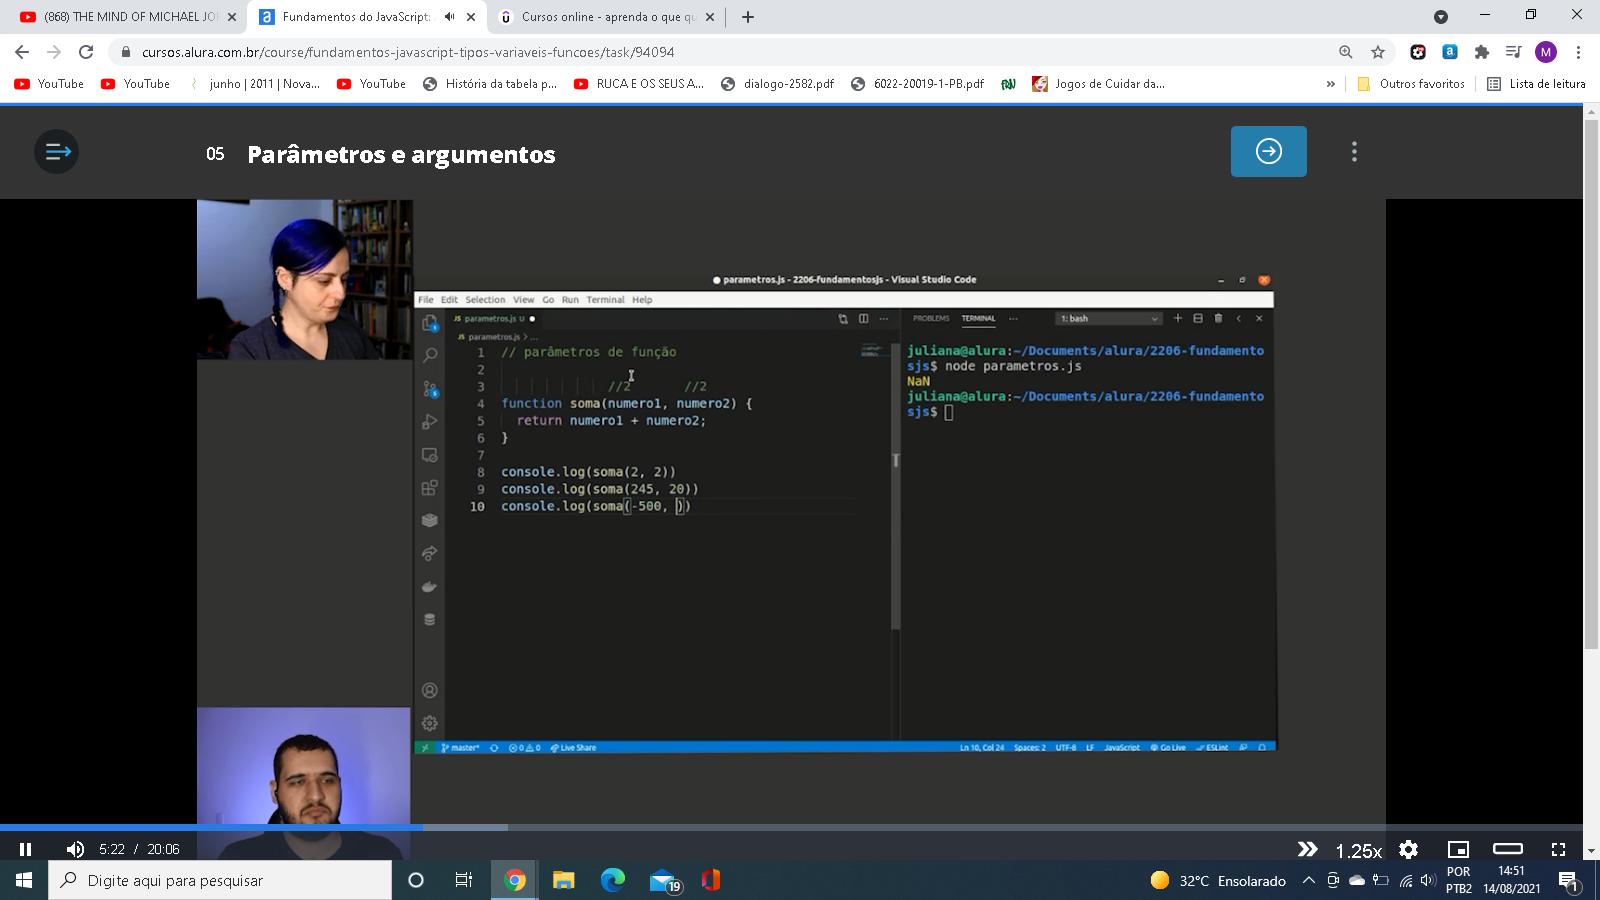 (868) THE MIND OF MICHAEL JO
Fundamentos do JavaScript:
Cursos online - aprenda o que qu
cursos.alura.com.br/course/fundamentos-javascript-tipos-variaveis-funcoes/task/94094
M
YouTube
YouTube
junho | 2011 | Nova...
YouTube
História da tabela p...
RUCA E OS SEUS A...
dialogo-2582.pdf
6022-20019-1-PB.pdf
Jogos de Cuidar da...
»
Outros favoritos
Lista de leitura
05 Parâmetros e argumentos
parametros.js - 2206-fundamentosjs - Visual Studio Code
File Edit Selection View Go Run Terminal Help
JS parametros.js U
PROBLEMS TERMINAL ... 1: bash
JS parametros.js > ...
1 // parâmetros de função
2
3 //2 //2
4 function soma(numero1, numero2) {
5 return numero1 + numero2;
6 }
7
8 console.log(soma(2, 2))
9 console.log(soma(245, 20))
10 console.log(soma(-500, ))
juliana@alura:~/Documents/alura/2206-fundamento
sjs$ node parametros.js
NaN
juliana@alura:~/Documents/alura/2206-fundamento
sjs$
master* 0 0 Live Share
Ln 10, Col 24 Spaces: 2 UTF-8 LF JavaScript Go Live ESLint
5:22 / 20:06
1.25x
Digite aqui para pesquisar
19
32°C Ensolarado
POR
PTB2
14:51
14/08/2021
1